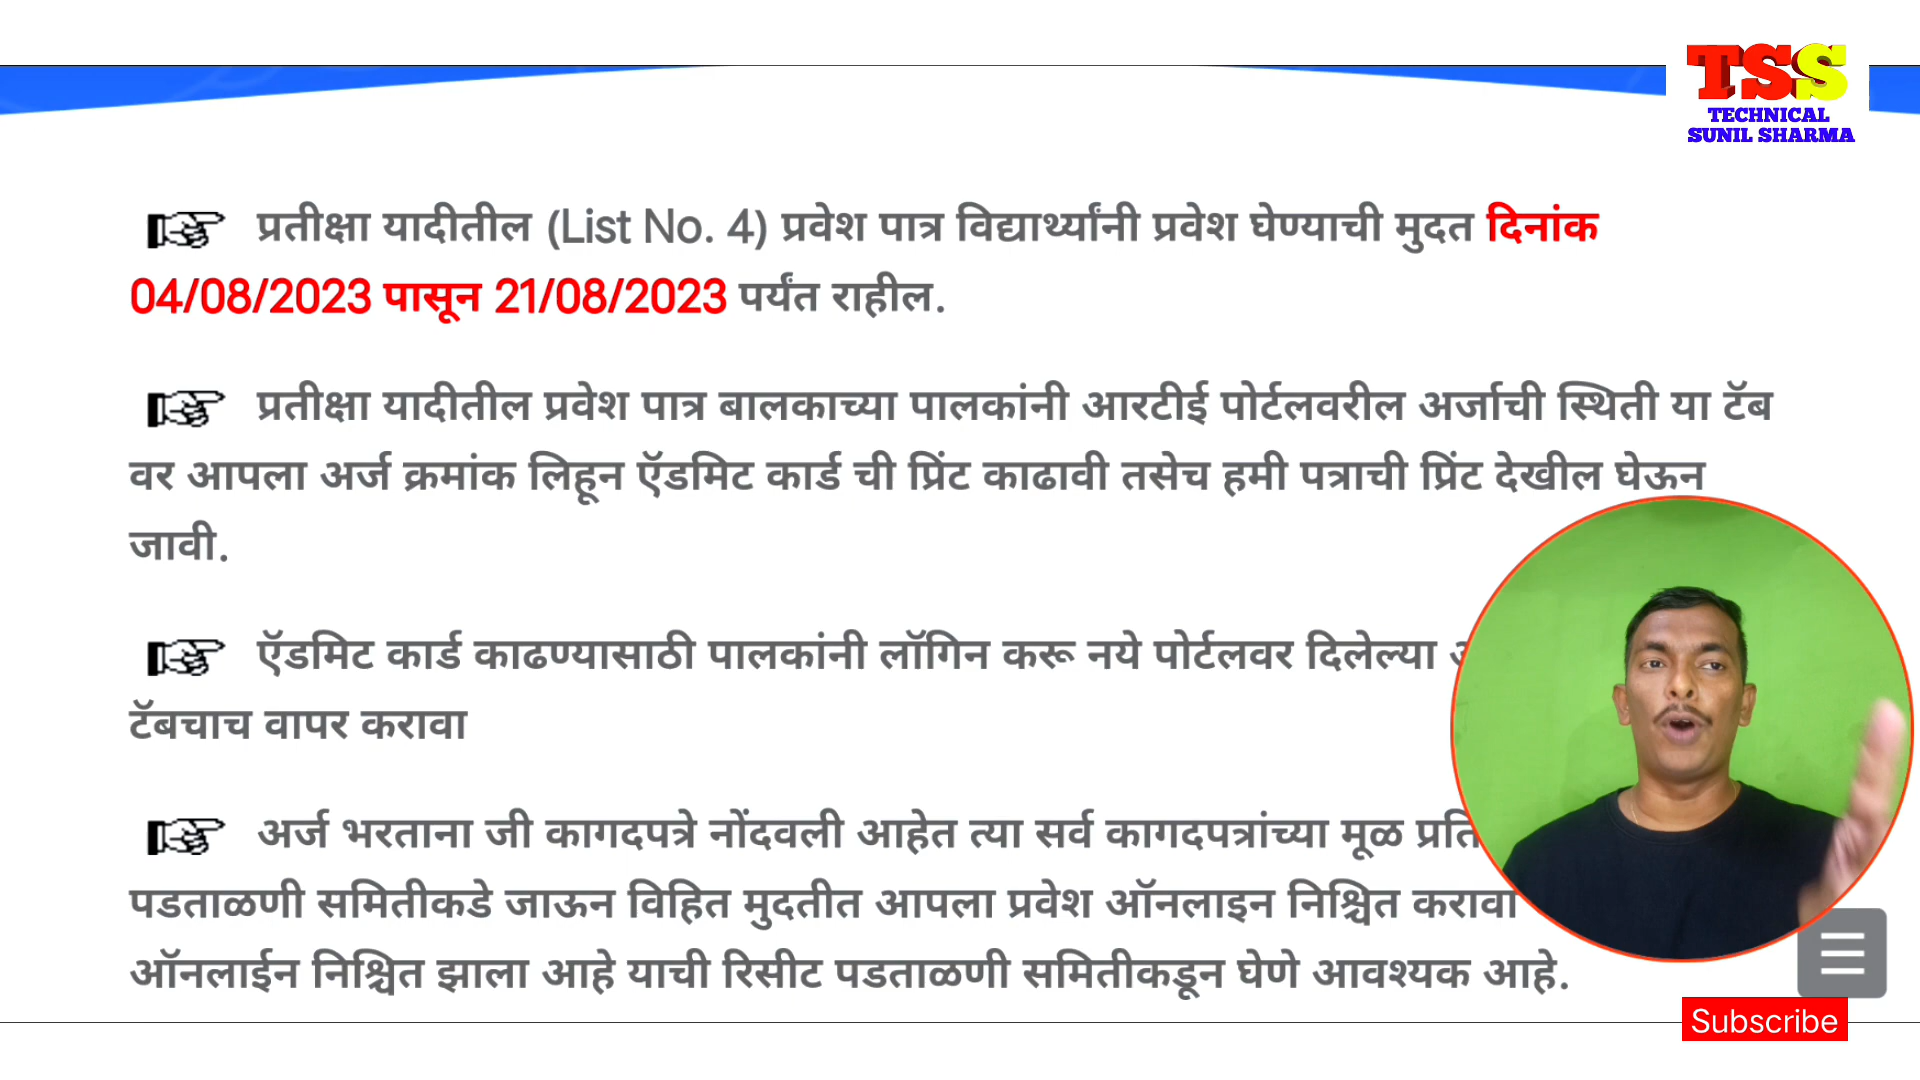 TSS
TECHNICAL
SUNIL SHARMA
प्रतीक्षा यादीतील (List No. 4) प्रवेश पात्र विद्यार्थ्यांनी प्रवेश घेण्याची मुदत दिनांक
04/08/2023 पासून 21/08/2023 पर्यंत राहील.
प्रतीक्षा यादीतील प्रवेश पात्र बालकाच्या पालकांनी आरटीई पोर्टलवरील अर्जाची स्थिती या टॅब
वर आपला अर्ज क्रमांक लिहून ऍडमिट कार्ड ची प्रिंट काढावी तसेच हमी पत्राची प्रिंट देखील घेऊन
जावी.
ऍडमिट कार्ड काढण्यासाठी पालकांनी लॉगिन करू नये पोर्टलवर दिलेल्या
टॅबचाच वापर करावा
अर्ज भरताना जी कागदपत्रे नोंदवली आहेत त्या सर्व कागदपत्रांच्या मूळ
पडताळणी समितीकडे जाऊन विहित मुदतीत आपला प्रवेश ऑनलाइन निश्चित करावा
ऑनलाईन निश्चित झाला आहे याची रिसीट पडताळणी समितीकडून घेणे आवश्यक आहे.
Subscribe